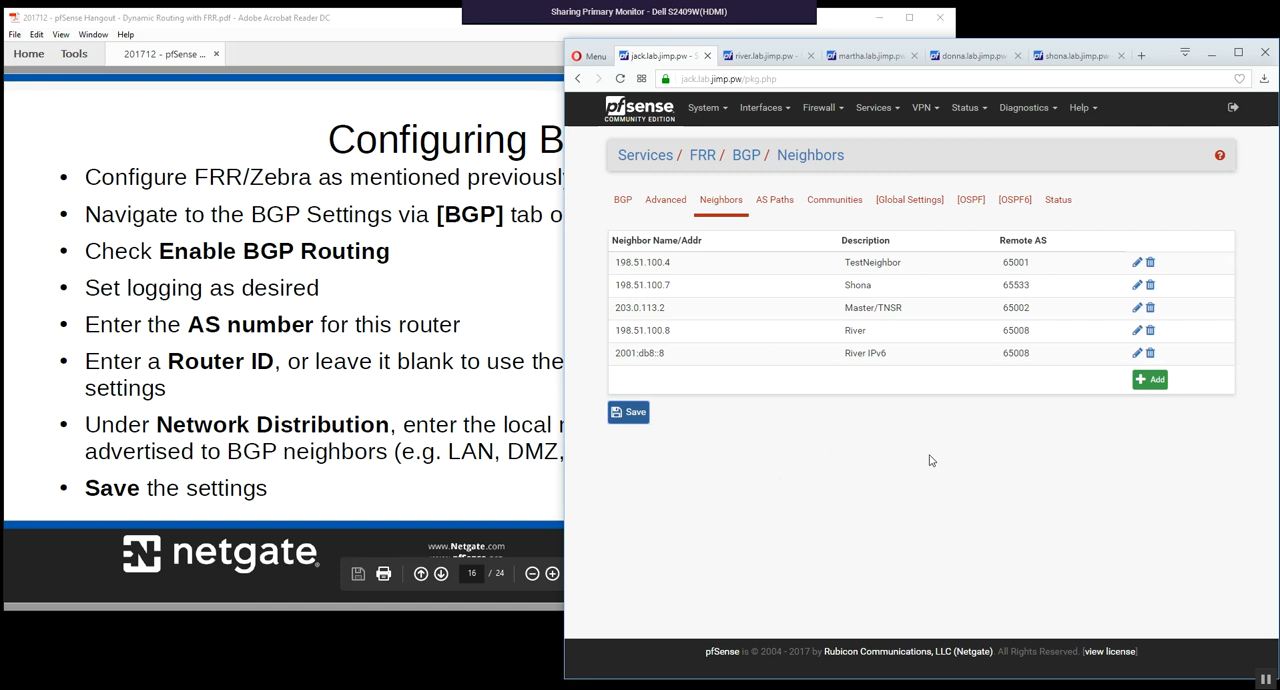 Sharing Primary Monitor - Dell S2409W(HDMI)
201712 - pfSense Hangout - Dynamic Routing with FRR.pdf - Adobe Acrobat Reader DC
File Edit View Window Help
Home Tools 201712 - pfSense ... ×
Configuring B
• Configure FRR/Zebra as mentioned previously
• Navigate to the BGP Settings via [BGP] tab o
• Check Enable BGP Routing
• Set logging as desired
• Enter the AS number for this router
• Enter a Router ID, or leave it blank to use the
settings
• Under Network Distribution, enter the local
advertised to BGP neighbors (e.g. LAN, DMZ,
• Save the settings
netgate
www.Netgate.com
16 / 24
Menu jack.lab.jimp.pw - S river.lab.jimp.pw - martha.lab.jimp.pw donna.lab.jimp.pw - shona.lab.jimp.pw
jack.lab.jimp.pw/pkg.php
pfsense
COMMUNITY EDITION
System Interfaces Firewall Services VPN Status Diagnostics Help
Services / FRR / BGP / Neighbors
BGP Advanced Neighbors AS Paths Communities [Global Settings] [OSPF] [OSPF6] Status
Neighbor Name/Addr Description Remote AS
198.51.100.4 TestNeighbor 65001
198.51.100.7 Shona 65533
203.0.113.2 Master/TNSR 65002
198.51.100.8 River 65008
2001:db8::8 River IPv6 65008
Add
Save
pfSense is © 2004 - 2017 by Rubicon Communications, LLC (Netgate). All Rights Reserved. [view license]